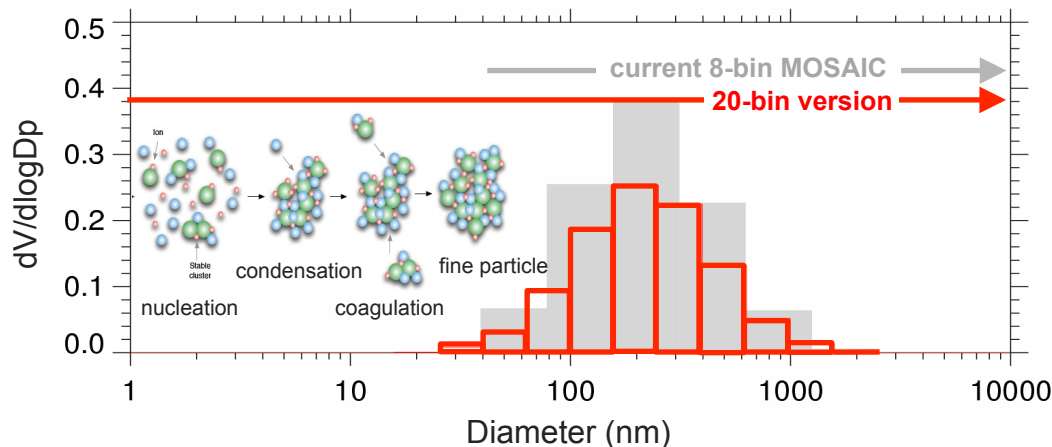 0.5
0.4
0.3
0.2
0.1
0.0
dV/dlogDp
current 8-bin MOSAIC
20-bin version
Ion
Stable
cluster
nucleation
condensation
coagulation
fine particle
1
10
100
1000
10000
Diameter (nm)